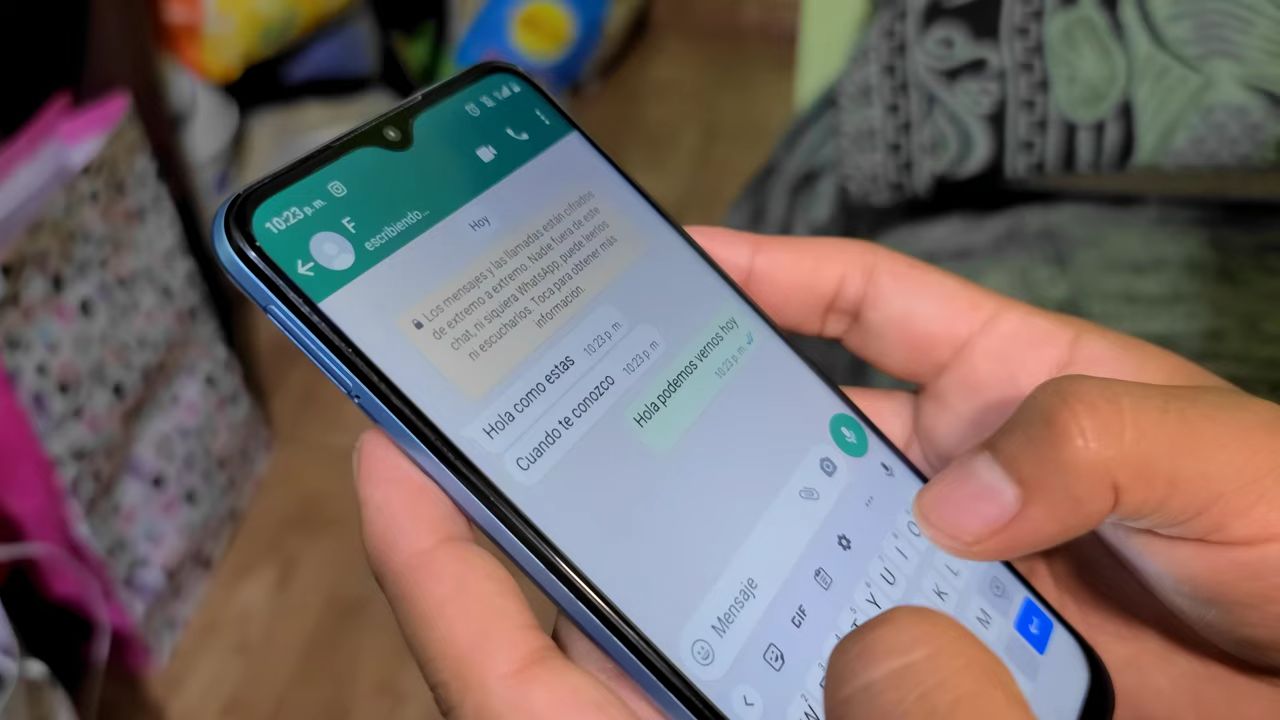 10:23 p. m.
F
escribiendo...
Hoy
Los mensajes y las llamadas están cifrados
de extremo a extremo. Nadie fuera de este
chat, ni siquiera WhatsApp, puede leerlos
ni escucharlos. Toca para obtener más
información.
Hola como estas 10:23 p. m.
Cuando te conozco 10:23 p. m.
Hola podemos vernos hoy
10:23 p. m.
Mensaje
GIF
W T Y U I O
K L
M